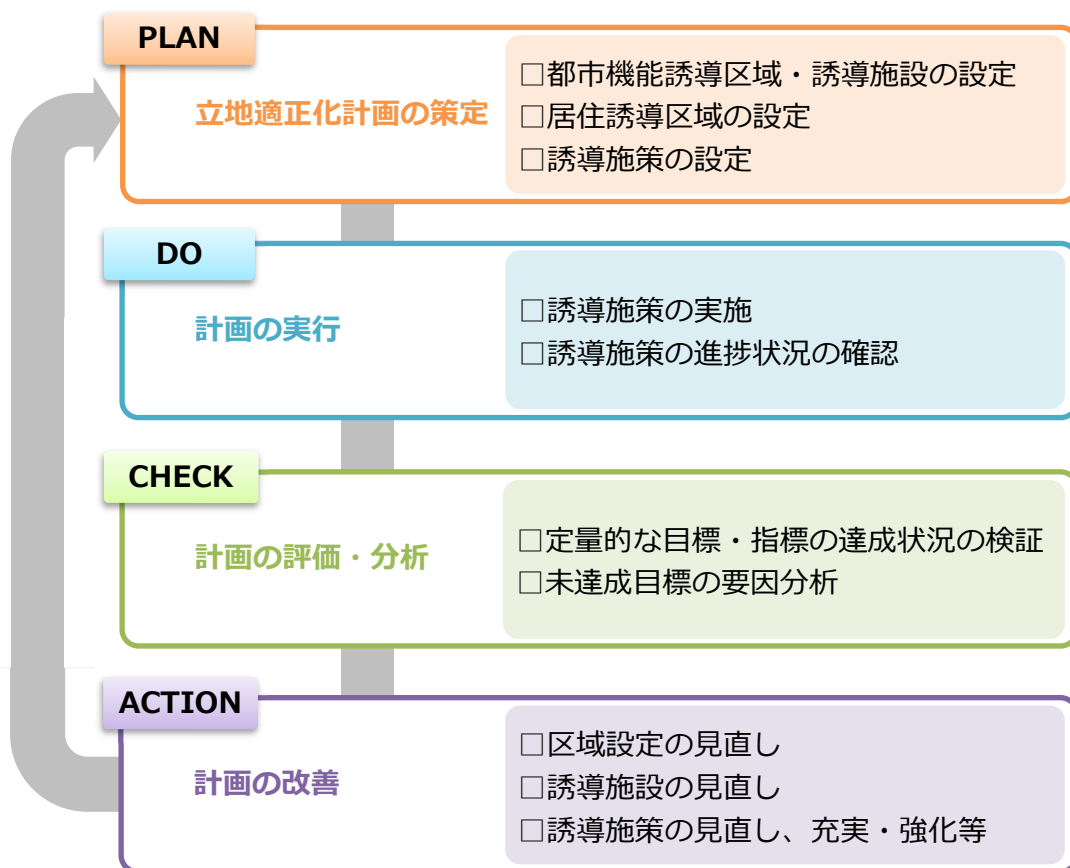 PLAN
立地適正化計画の策定
□都市機能誘導区域・誘導施設の設定
□居住誘導区域の設定
□誘導施策の設定
DO
計画の実行
□誘導施策の実施
□誘導施策の進捗状況の確認
CHECK
計画の評価・分析
□定量的な目標・指標の達成状況の検証
□未達成目標の要因分析
ACTION
計画の改善
□区域設定の見直し
□誘導施設の見直し
□誘導施策の見直し、充実・強化等